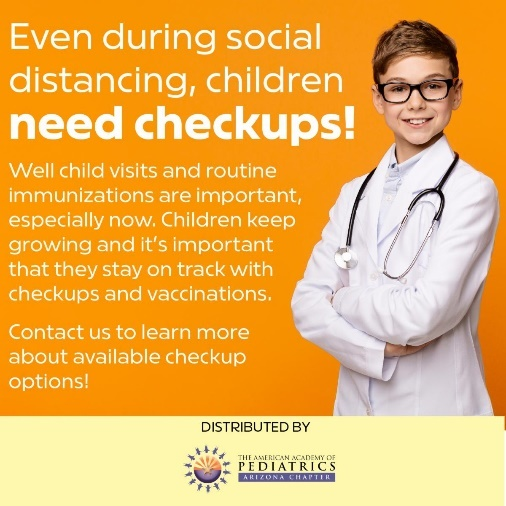 Even during social
distancing, children
need checkups!
Well child visits and routine
immunizations are important,
especially now. Children keep
growing and it's important
that they stay on track with
checkups and vaccinations.
Contact us to learn more
about available checkup
options!
DISTRIBUTED BY
THE AMERICAN ACADEMY OF
PEDIATRICS
ARIZONA CHAPTER